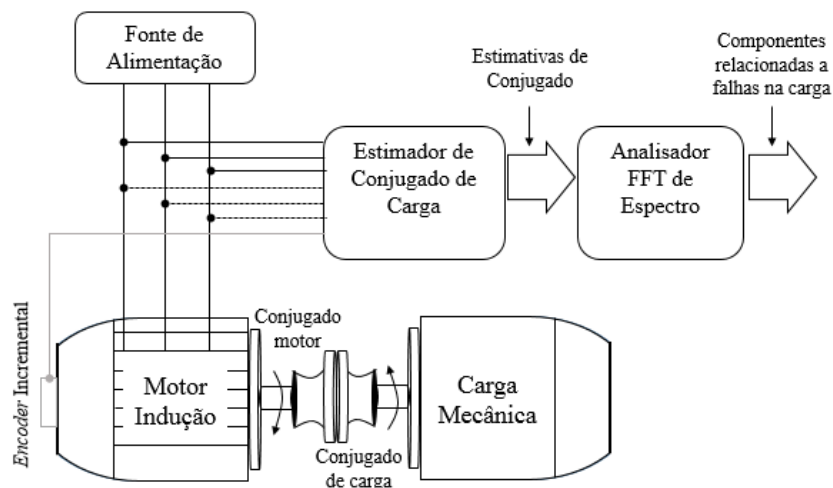 Fonte de
Alimentação
Estimativas de
Conjugado
Componentes
relacionadas a
falhas na carga
Estimador de
Conjugado de
Carga
Analisador
FFT de
Espectro
Encoder Incremental
Conjugado
motor
Motor
Indução
Carga
Mecânica
Conjugado
de carga